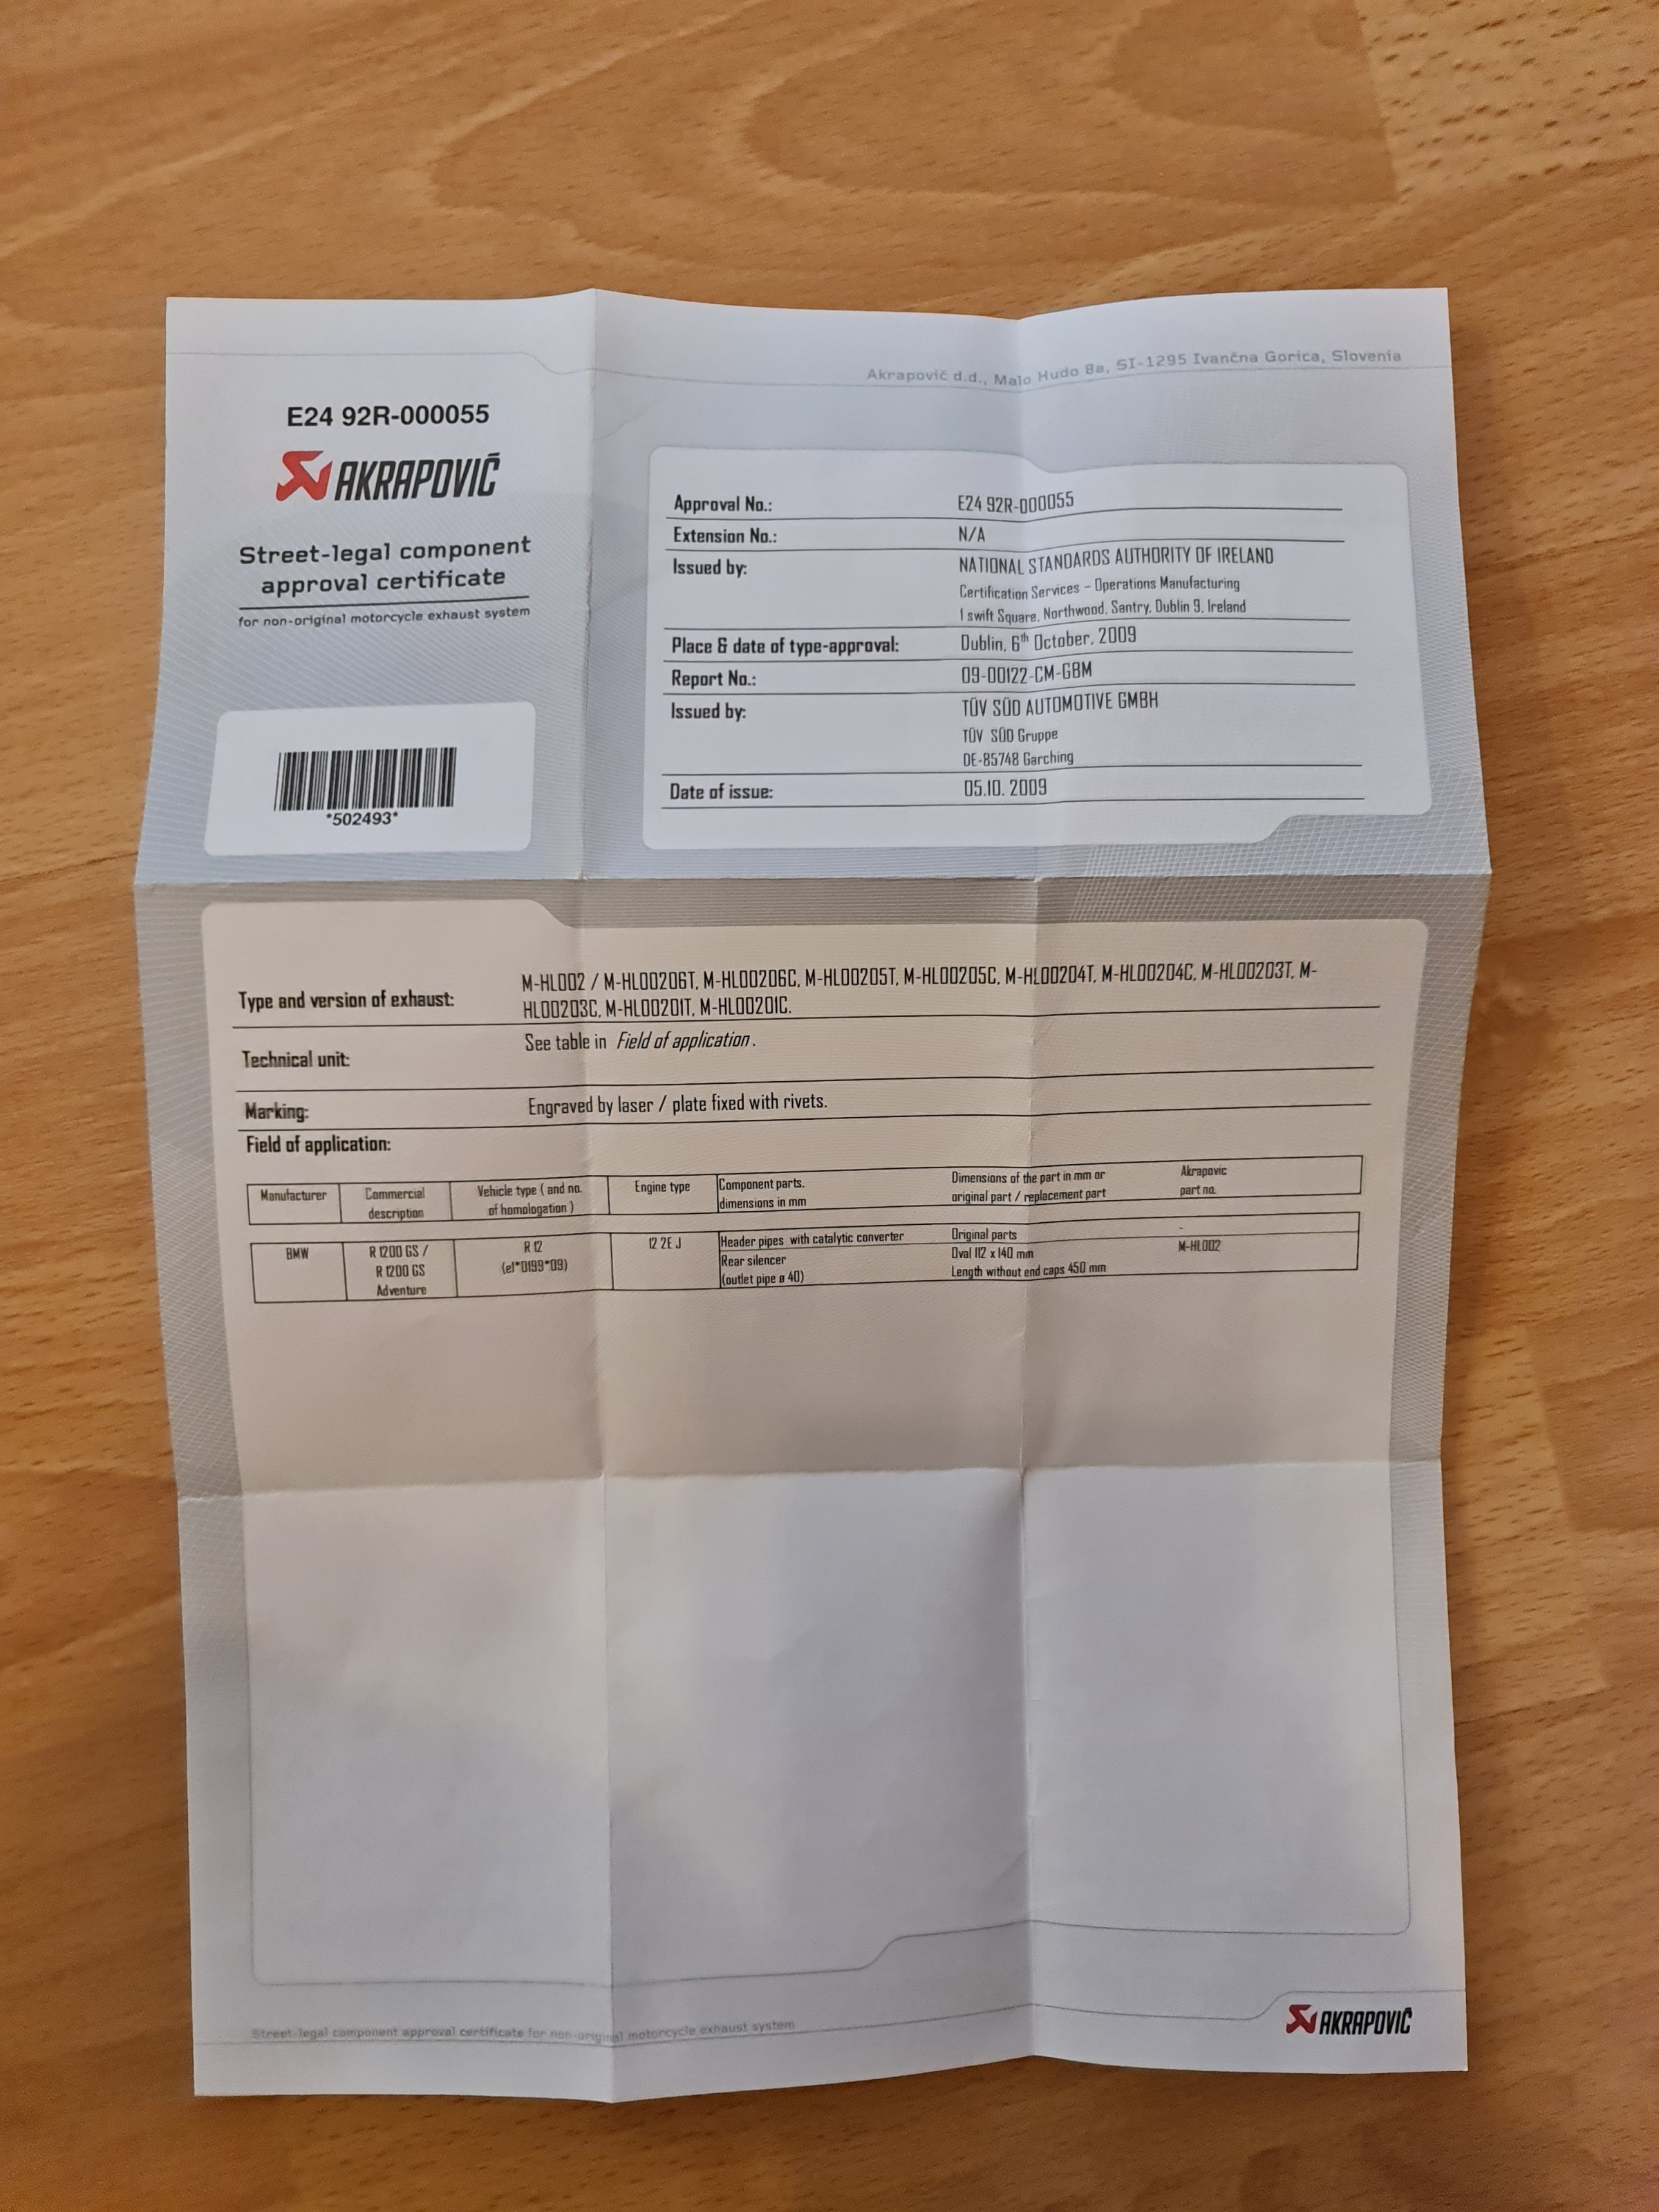 Akrapovič d.d., Malo Hudo 8a, SI-1295 Ivančna Gorica, Slovenia
E24 92R-000055
AKRAPOVIČ
Street-legal component
approval certificate
for non-original motorcycle exhaust system
*502493*
Approval No.: E24 92R-000055
Extension No.: N/A
Issued by: NATIONAL STANDARDS AUTHORITY OF IRELAND
Certification Services – Operations Manufacturing
1 swift Square, Northwood, Santry, Dublin 9, Ireland
Place & date of type-approval: Dublin, 6th October, 2009
Report No.: 09-00122-CM-GBM
Issued by: TÜV SÜD AUTOMOTIVE GMBH
TÜV SÜD Gruppe
DE-85748 Garching
Date of issue: 05.10. 2009
Type and version of exhaust: M-HL002 / M-HL00206T, M-HL00206C, M-HL00205T, M-HL00205C, M-HL00204T, M-HL00204C, M-HL00203T, M-
HL00203C, M-HL00201T, M-HL00201C.
Technical unit: See table in Field of application.
Marking: Engraved by laser / plate fixed with rivets.
Field of application:
Manufacturer
Commercial
description
Vehicle type ( and no.
of homologation )
Engine type
Component parts.
dimensions in mm
Dimensions of the part in mm or
original part / replacement part
Akrapovic
part no.
BMW
R 1200 GS /
R 1200 GS
Adventure
R 12
(e1*0199*09)
12 2E J
Header pipes with catalytic converter
Original parts
-
Rear silencer
(outlet pipe ø 40)
Oval 112 x 140 mm
Length without end caps 450 mm
M-HL002
Street-legal component approval certificate for non-original motorcycle exhaust system
AKRAPOVIČ